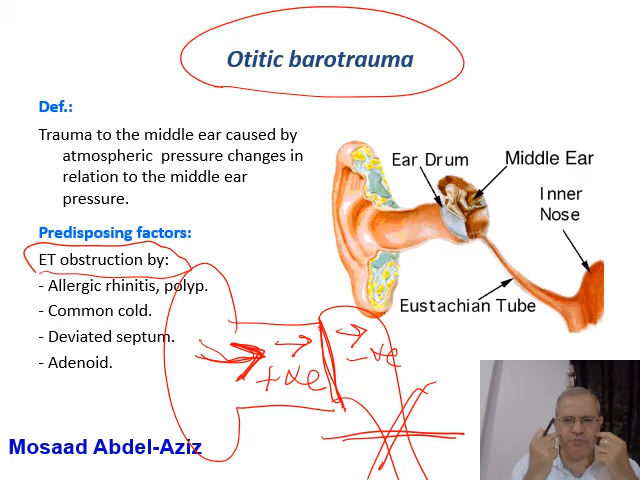 Otitic barotrauma
Def.:
Trauma to the middle ear caused by
atmospheric pressure changes in
relation to the middle ear
pressure.
Predisposing factors:
ET obstruction by:
- Allergic rhinitis, polyp.
- Common cold.
- Deviated septum.
- Adenoid.
Ear Drum
Middle Ear
Inner
Nose
Eustachian Tube
+ve
-ve
Mosaad Abdel-Aziz